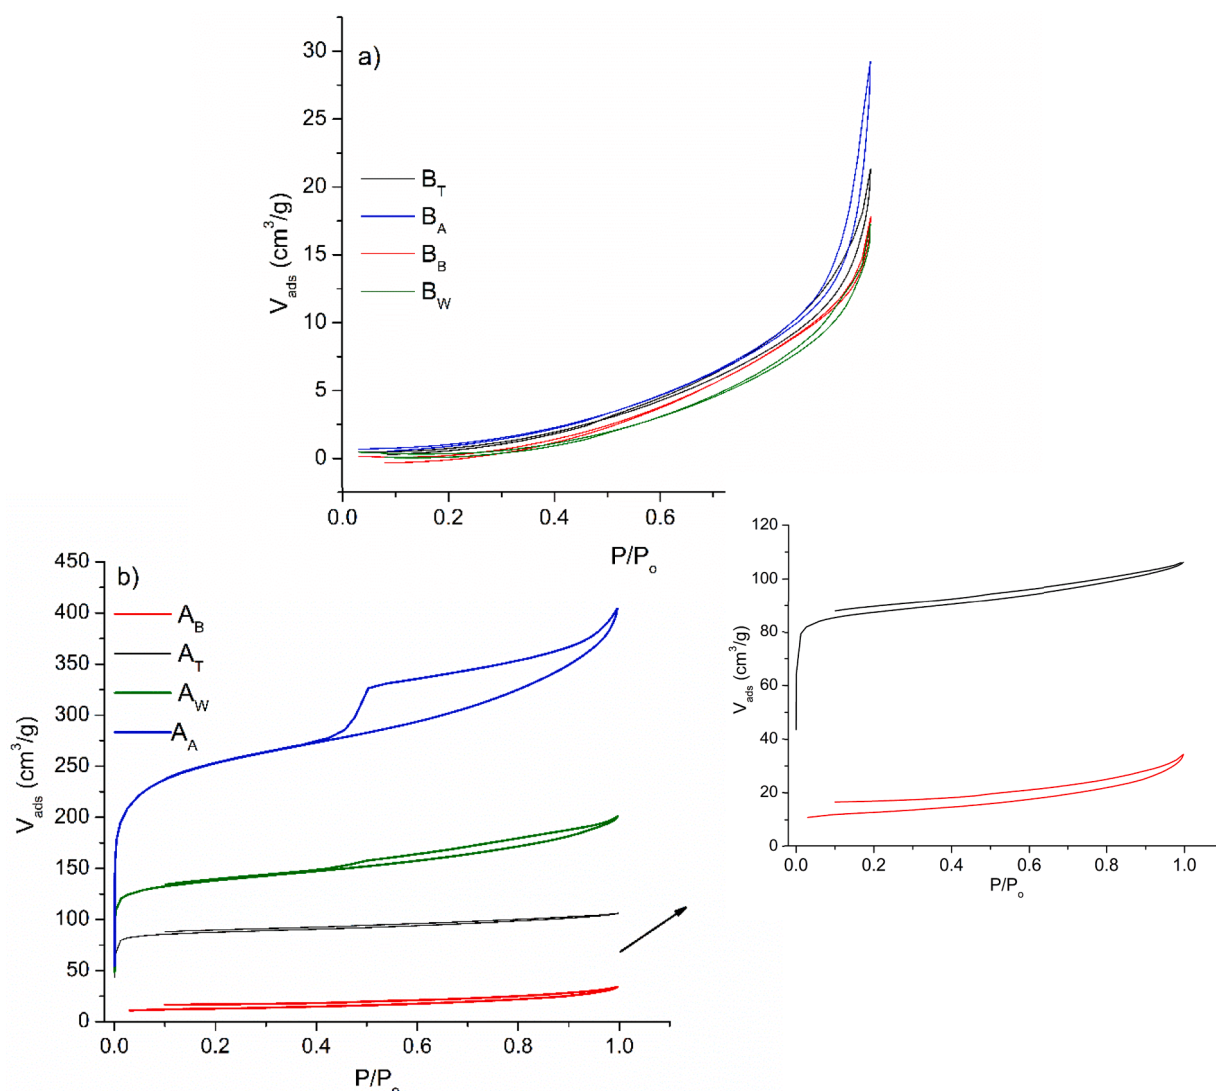 a)
30
25
20
15
10
5
0
V_ads (cm³/g)
B_T
B_A
B_B
B_W
0.0 0.2 0.4 0.6
P/P_o
b)
450
400
350
300
250
200
150
100
50
0
V_ads (cm³/g)
A_B
A_T
A_W
A_A
0.0 0.2 0.4 0.6 0.8 1.0
P/P_o
120
100
80
60
40
20
0
V_ads (cm³/g)
0.0 0.2 0.4 0.6 0.8 1.0
P/P_o